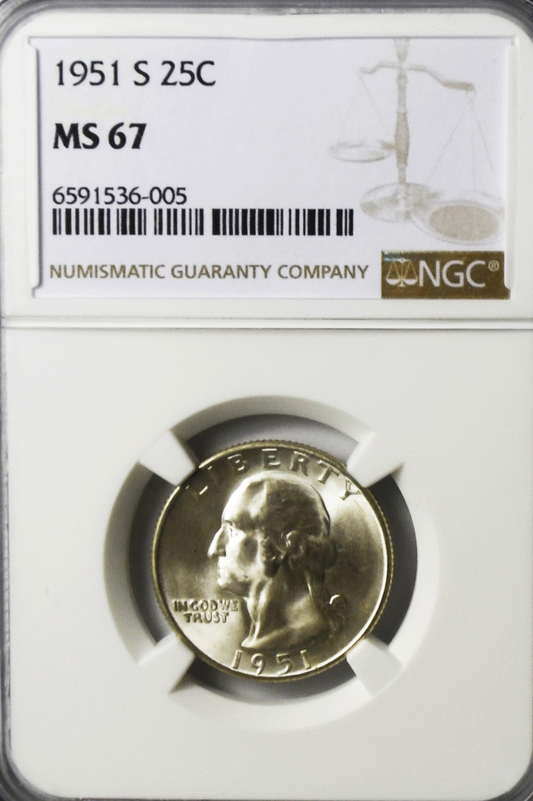 1951 S 25C
MS 67
6591536-005
NUMISMATIC GUARANTY COMPANY
NGC®
LIBERTY
IN GOD WE
TRUST
1951